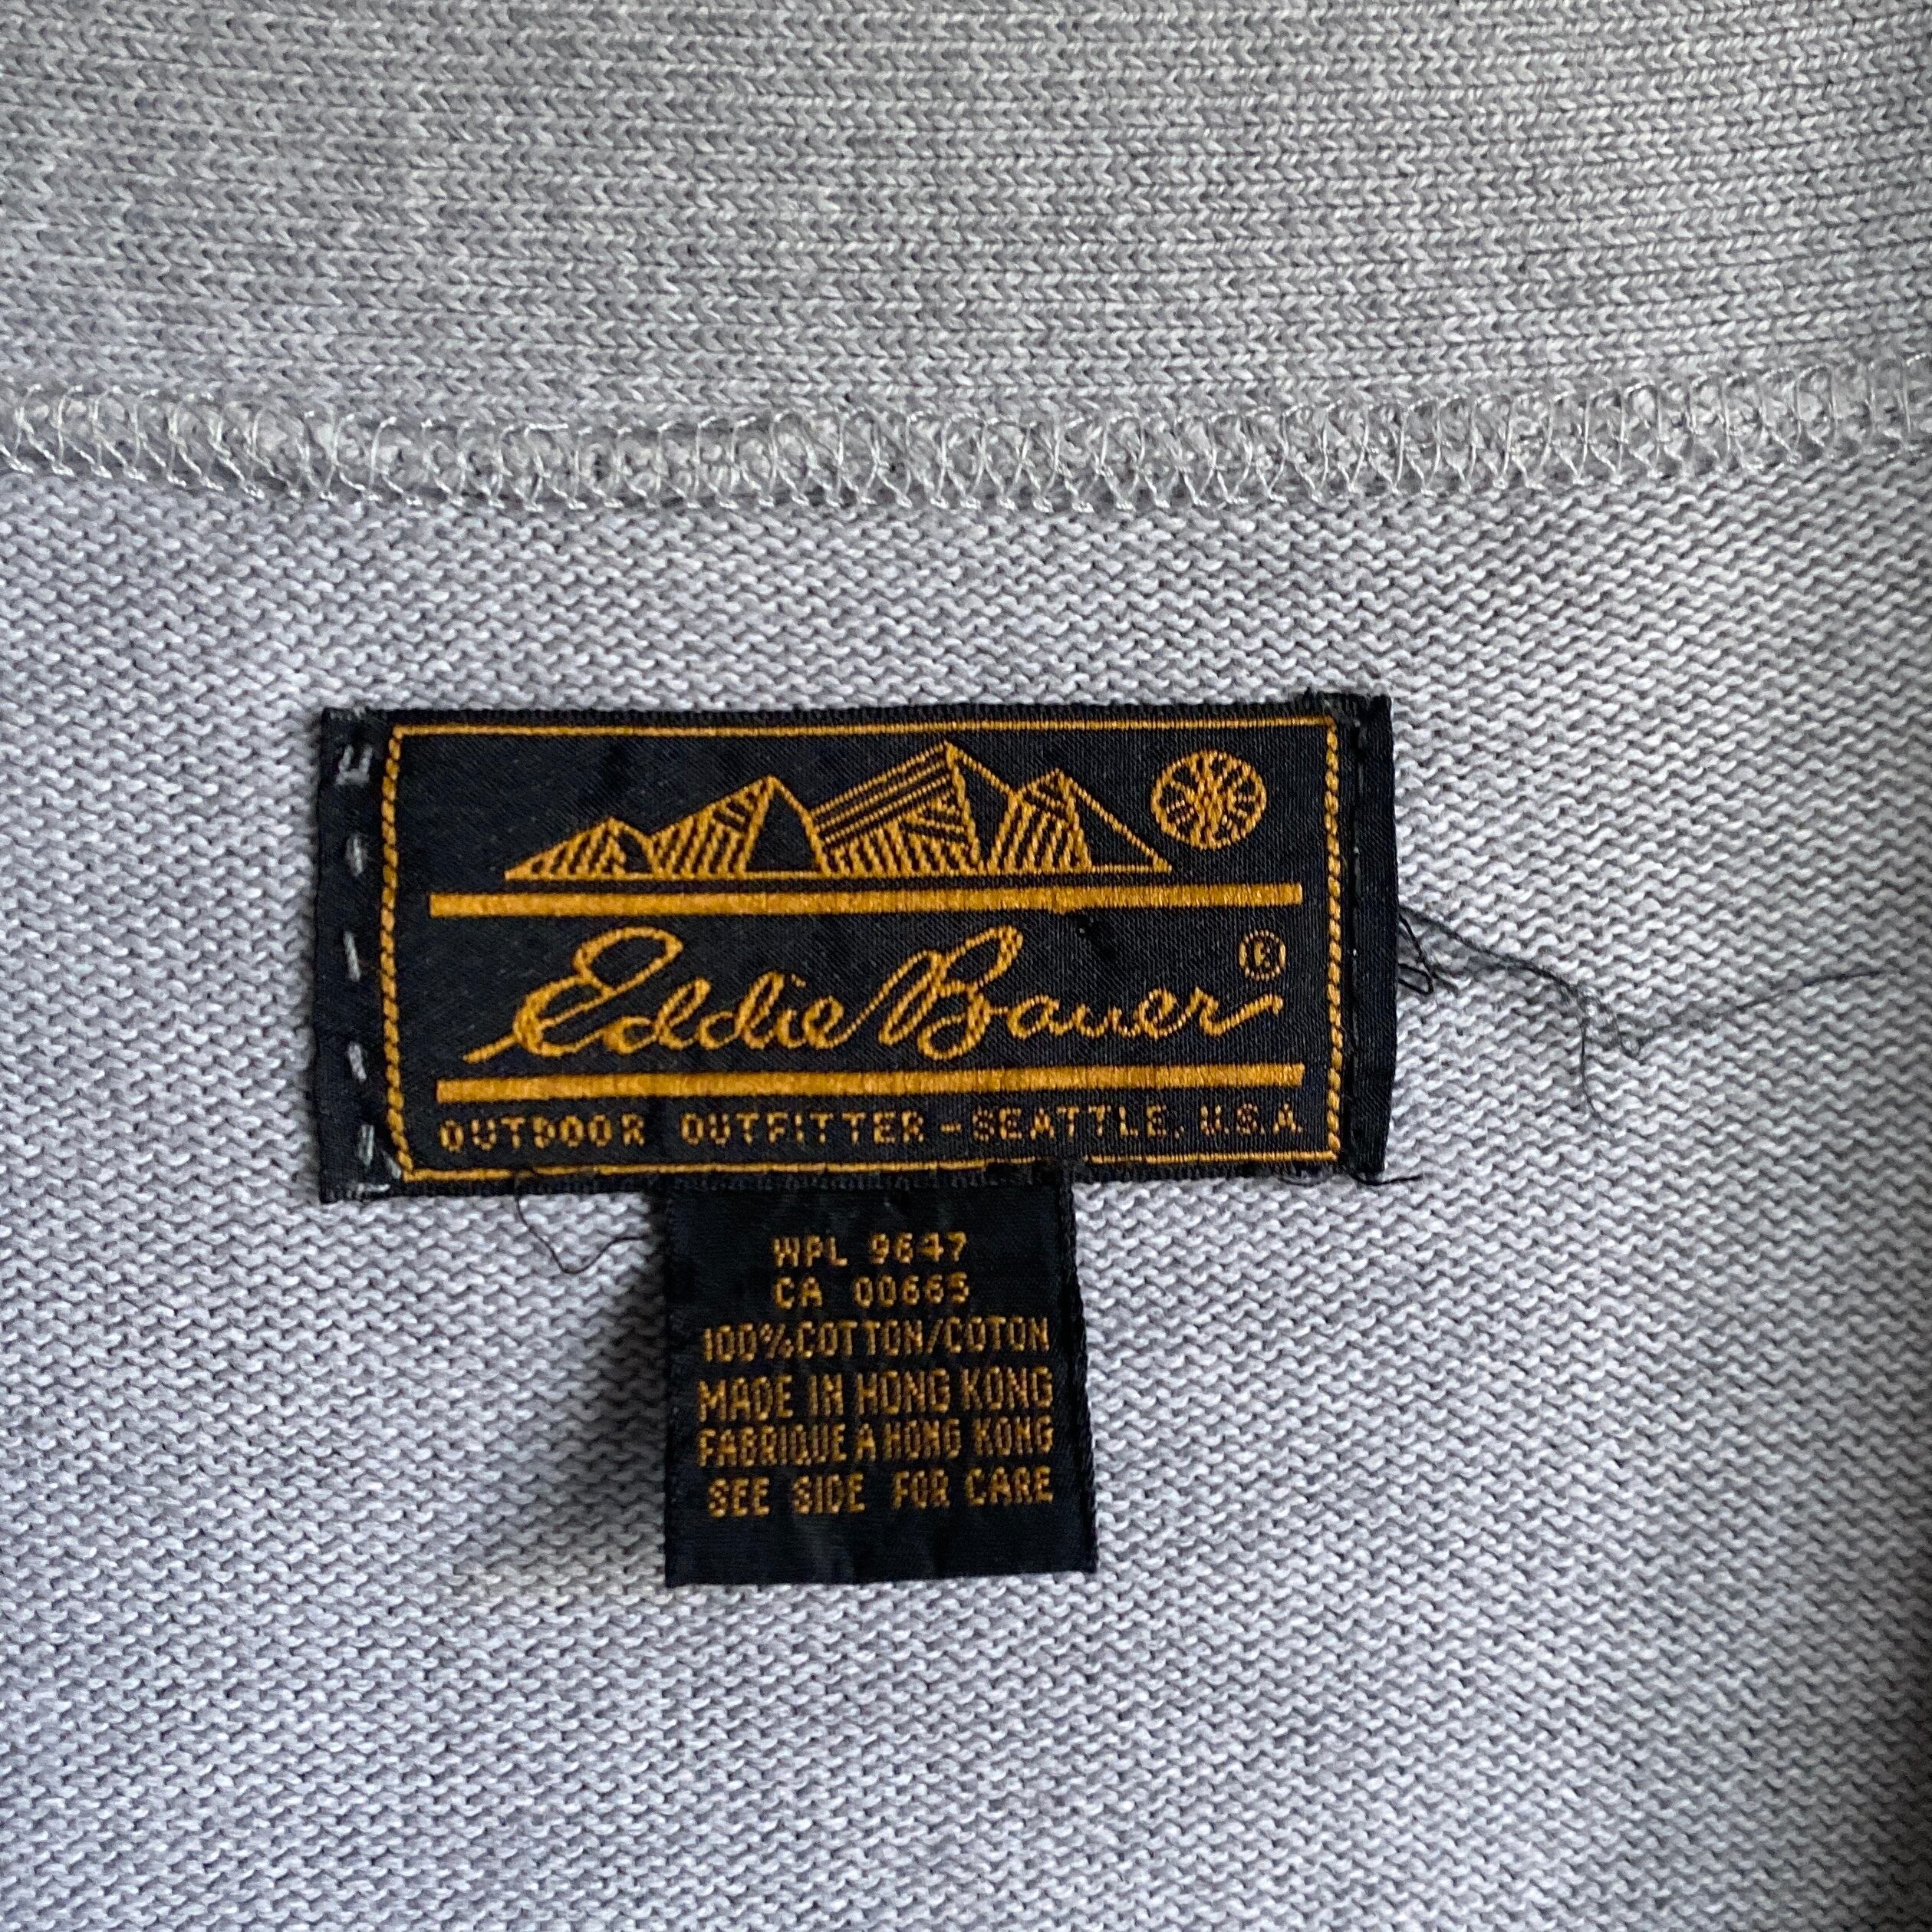 Eddie Bauer ®
OUTDOOR OUTFITTER - SEATTLE, U.S.A
WPL 9647
CA 00665
100% COTTON/COTON
MADE IN HONG KONG
FABRIQUE A HONG KONG
SEE SIDE FOR CARE